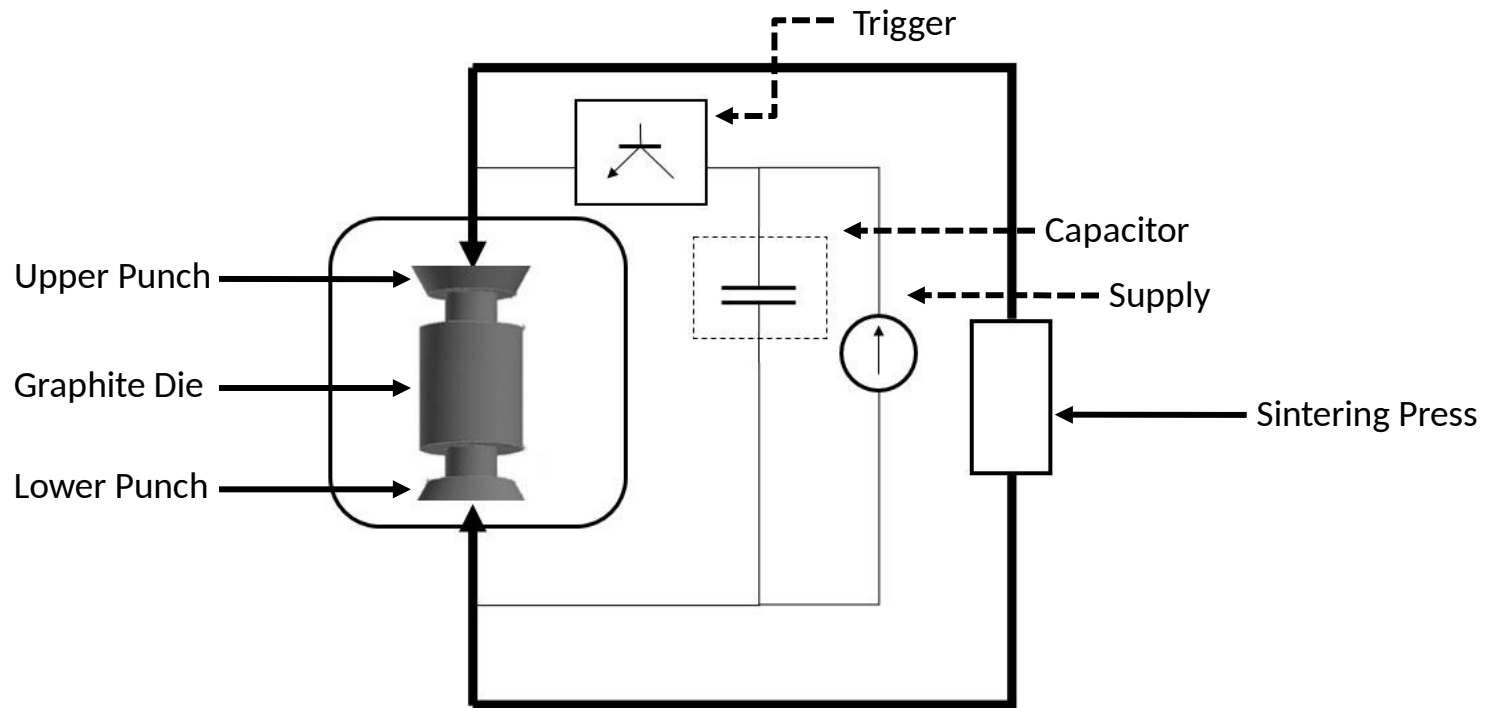 Trigger
Capacitor
Upper Punch
Supply
Graphite Die
Sintering Press
Lower Punch